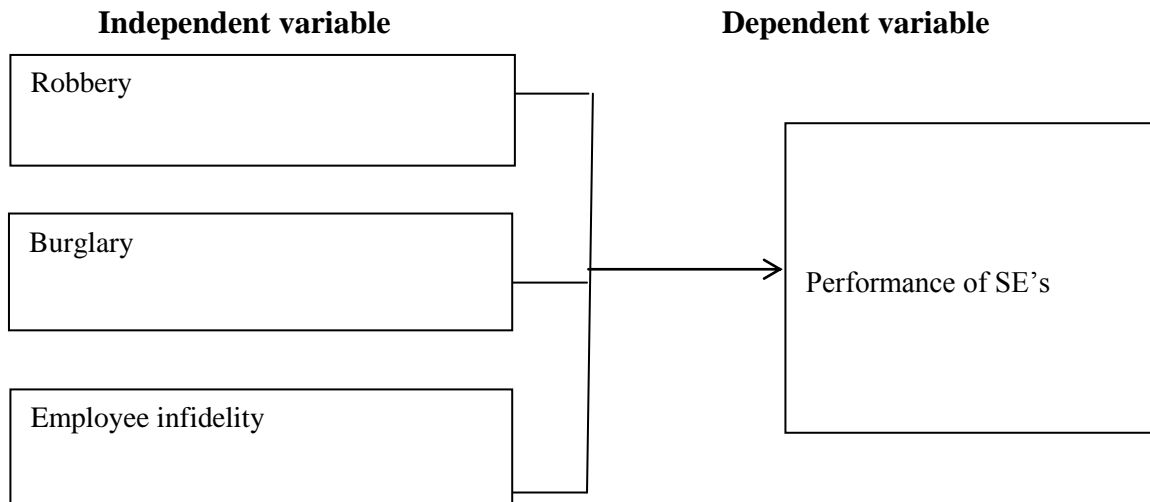 Independent variable
Dependent variable
Robbery
Burglary
Employee infidelity
Performance of SE’s